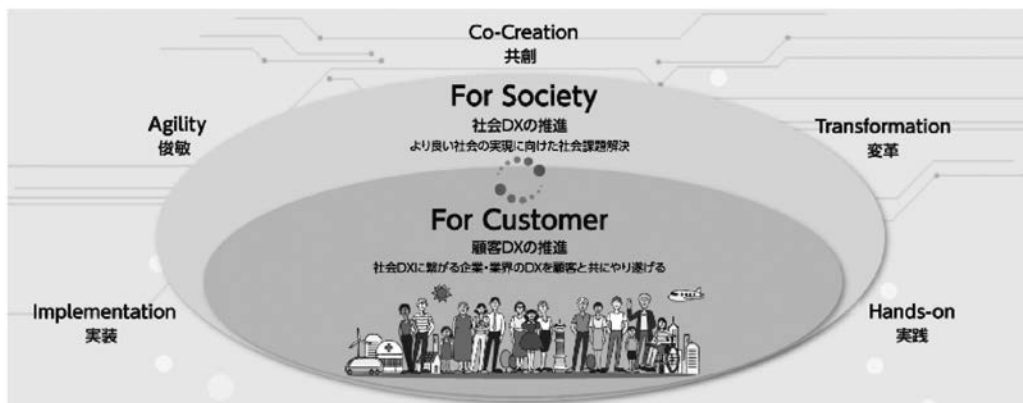 Co-Creation
共創
For Society
社会DXの推進
より良い社会の実現に向けた社会課題解決
Agility
俊敏
Transformation
変革
For Customer
顧客DXの推進
社会DXに繋がる企業・業界のDXを顧客と共にやり遂げる
Implementation
実装
Hands-on
実践